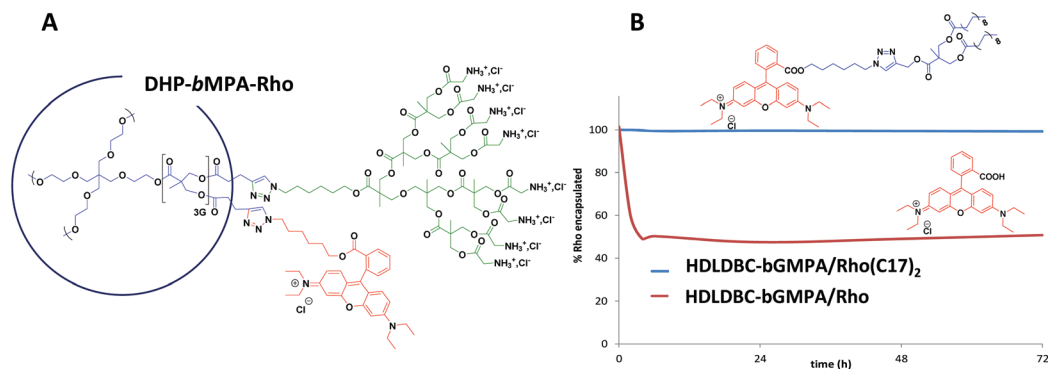 A
DHP-bMPA-Rho
NH₃⁺,Cl⁻
NH₃⁺,Cl⁻
NH₃⁺,Cl⁻
NH₃⁺,Cl⁻
NH₃⁺,Cl⁻
NH₃⁺,Cl⁻
NH₃⁺,Cl⁻
NH₃⁺,Cl⁻
3G
N=N
N
N=N
N
N
Cl
O
N
B
8
8
N=N
N
COO
N
Cl
O
N
COOH
N
Cl
O
N
% Rho encapsulated
100
80
60
40
20
0
HDLDBC-bGMPA/Rho(C17)₂
HDLDBC-bGMPA/Rho
0
24
48
72
time (h)